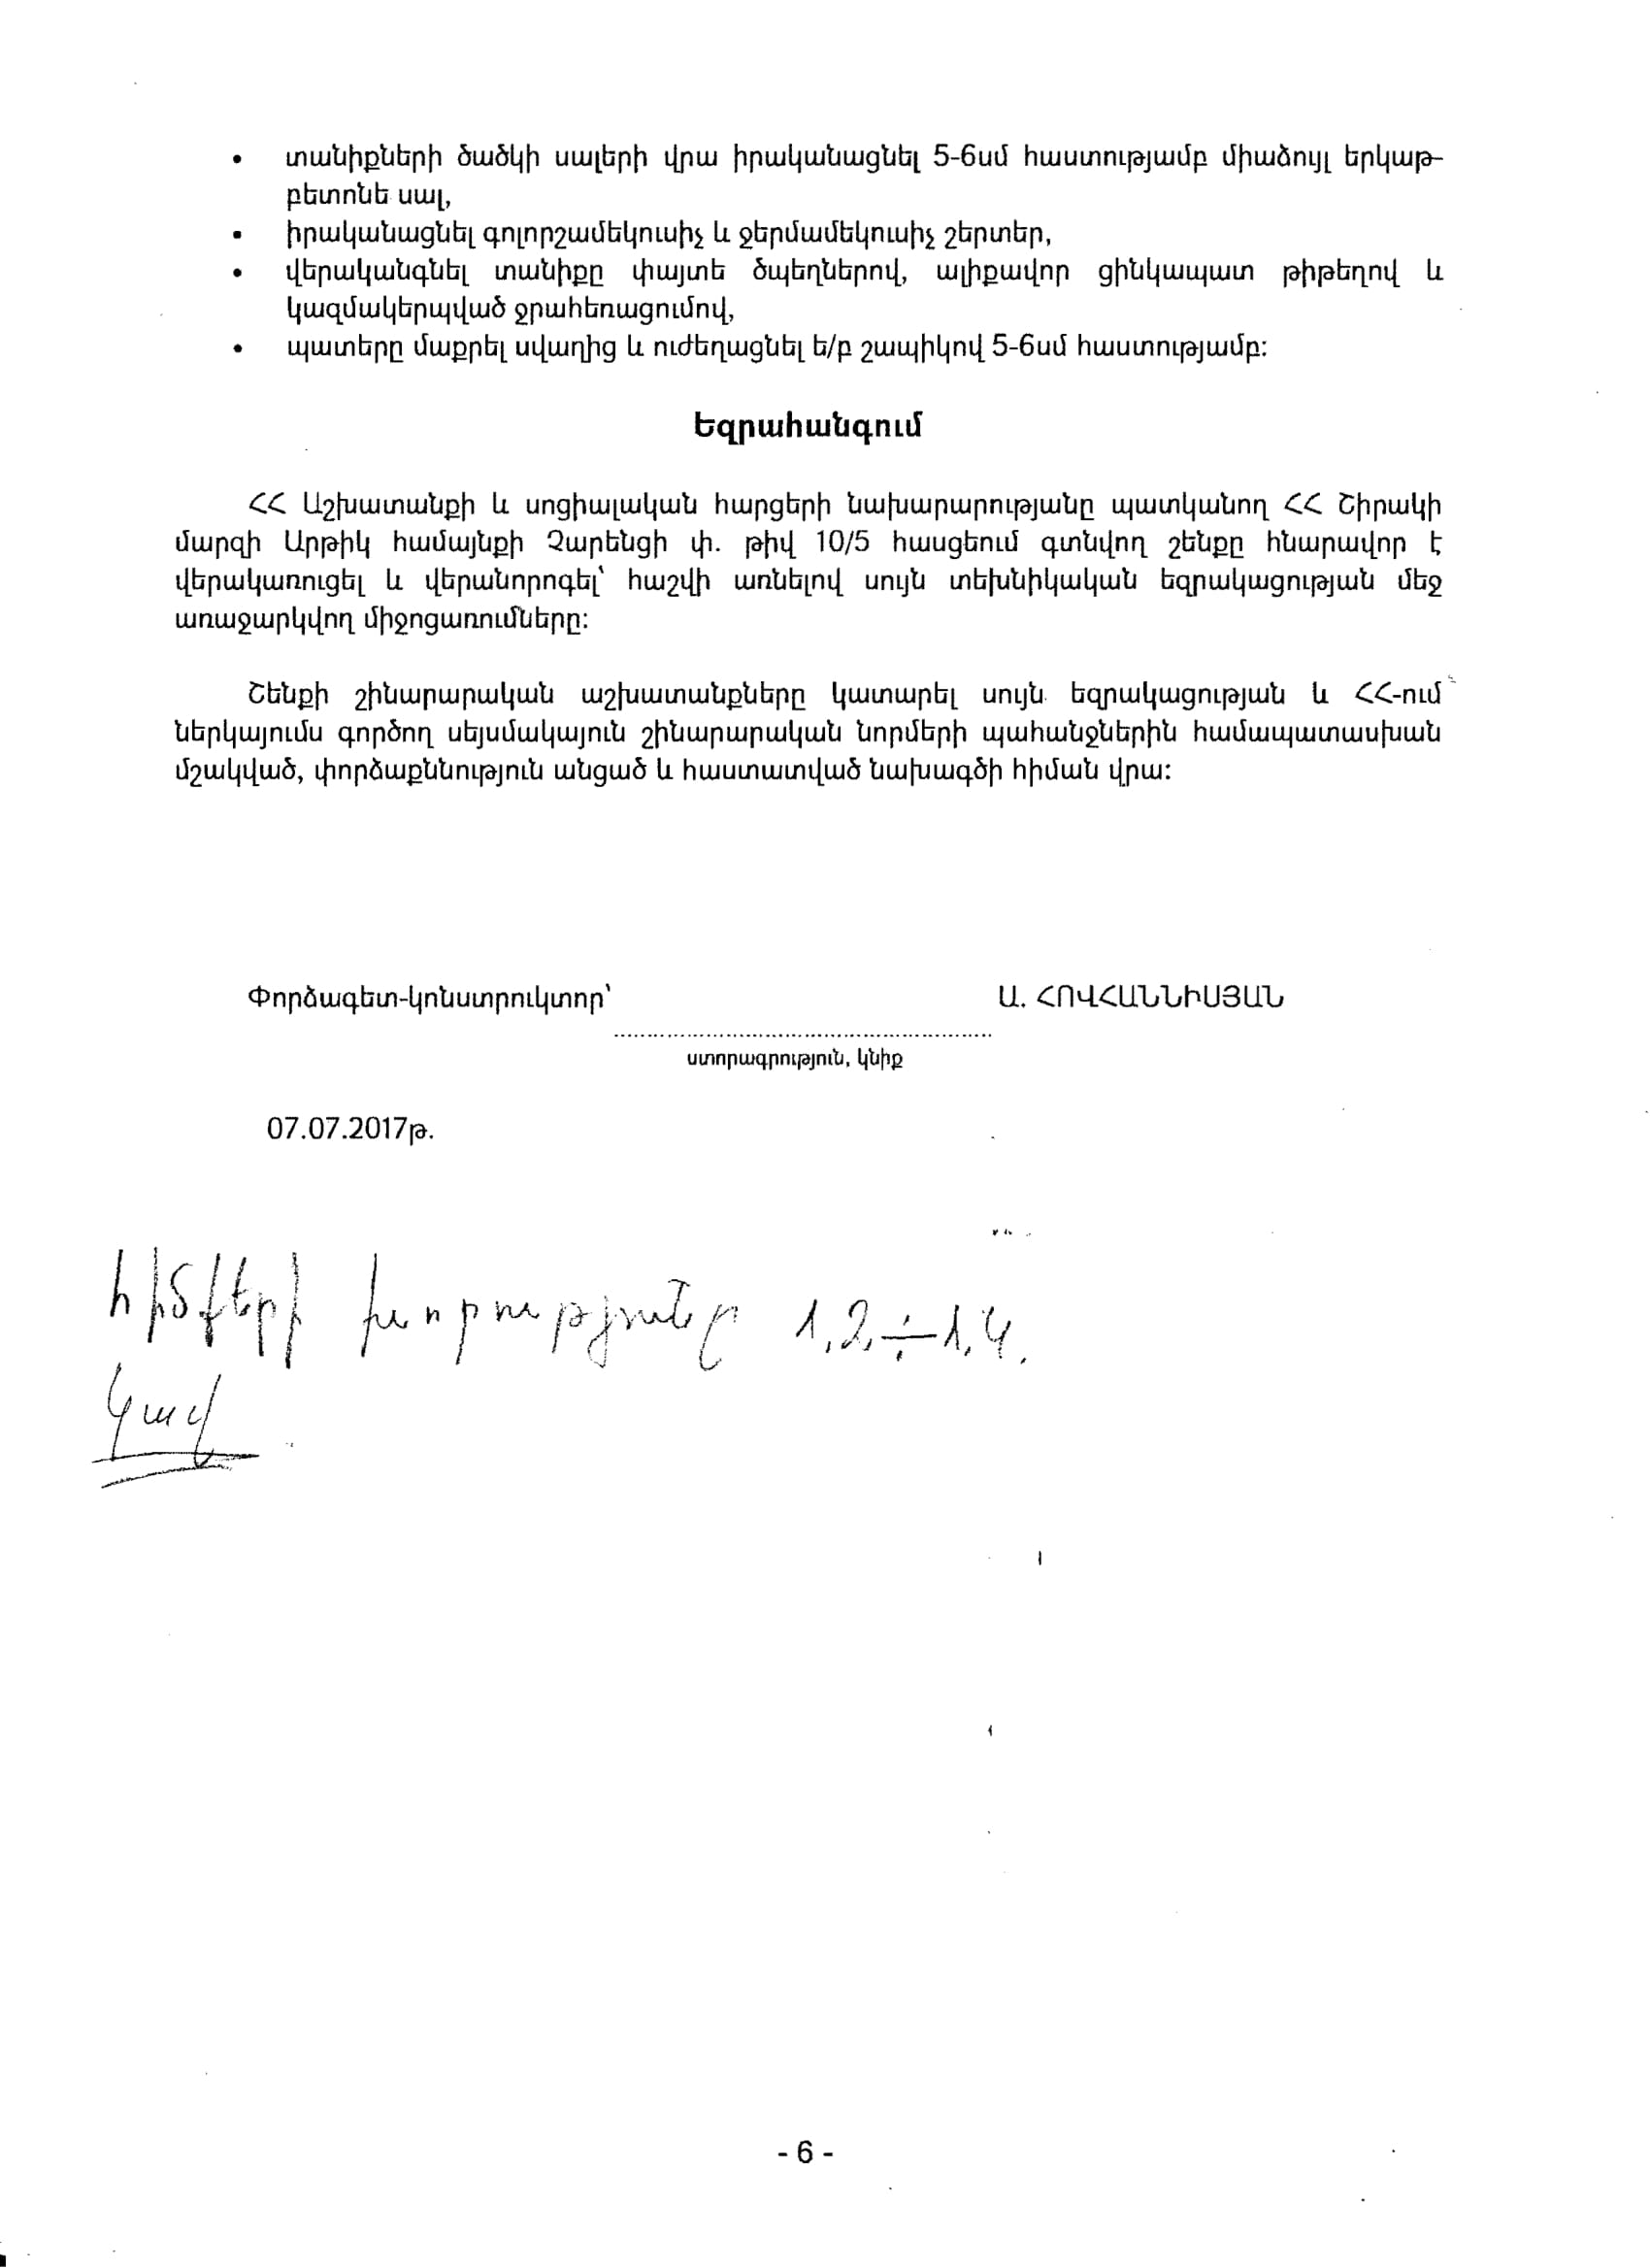 • տանիքների ծածկի սալերի վրա իրականացնել 5-6սմ հաստությամբ միաձույլ երկաթ-
բետոնե սալ,
• իրականացնել գոլորշամեկուսիչ և ջերմամեկուսիչ շերտեր,
• վերականգնել տանիքը փայտե ծպեղներով, ալիքավոր ցինկապատ թիթեղով և
կազմակերպված ջրահեռացումով,
• պատերը մաքրել սվաղից և ուժեղացնել ե/բ շապիկով 5-6սմ հաստությամբ:
Եզրահանգում
ՀՀ Աշխատանքի և սոցիալական հարցերի նախարարությանը պատկանող ՀՀ Շիրակի
մարզի Արթիկ համայնքի Չարենցի փ. թիվ 10/5 հասցեում գտնվող շենքը հնարավոր է
վերակառուցել և վերանորոգել՝ հաշվի առնելով սույն տեխնիկական եզրակացության մեջ
առաջարկվող միջոցառումները:
Շենքի շինարարական աշխատանքները կատարել սույն եզրակացության և ՀՀ-ում
ներկայումս գործող սեյսմակայուն շինարարական նորմերի պահանջներին համապատասխան
մշակված, փորձաքննություն անցած և հաստատված նախագծի հիման վրա:
Փորձագետ-կոնստրուկտոր՝ Ա. ՀՈՎՀԱՆՆԻՍՅԱՆ
ստորագրություն, կնիք
07.07.2017թ.
հիմքերի խորությունը 1,2,÷1,4.
կավ
- 6 -